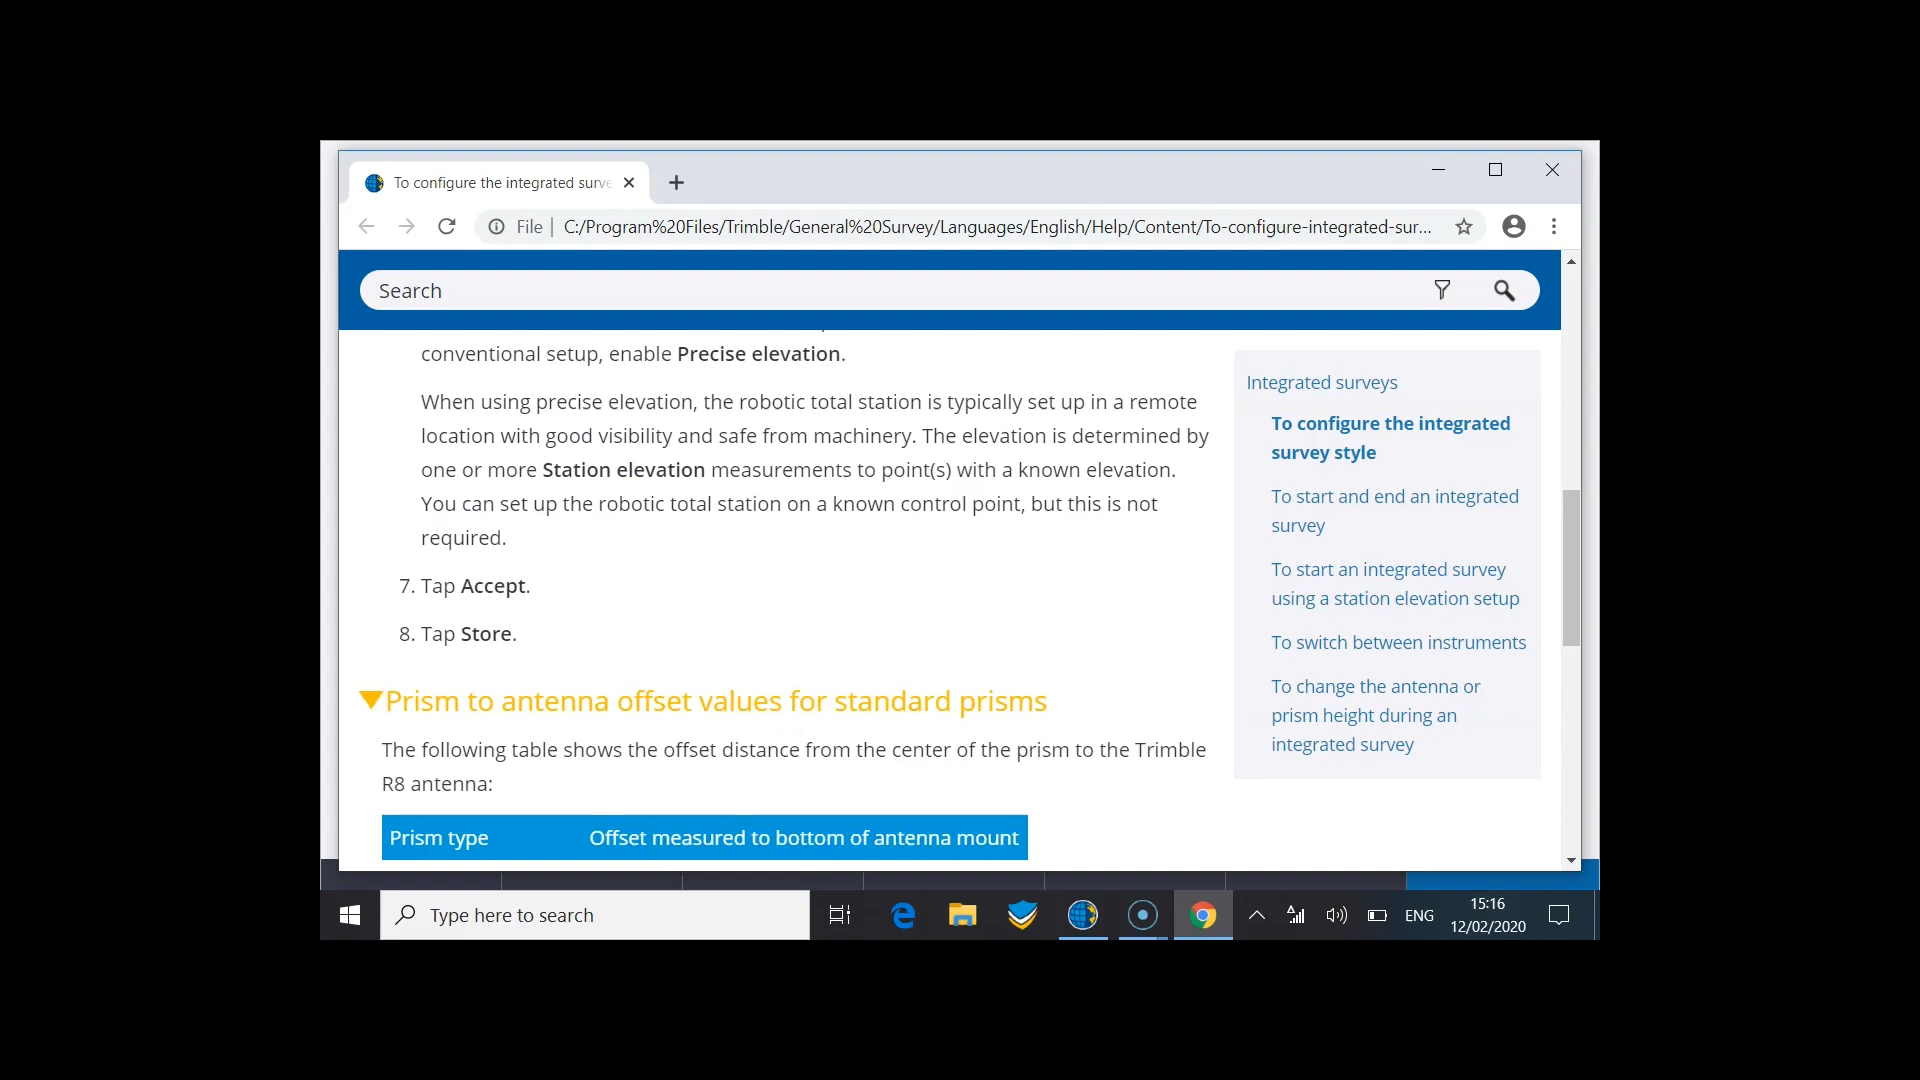 To configure the integrated surve
File
C:/Program%20Files/Trimble/General%20Survey/Languages/English/Help/Content/To-configure-integrated-sur...
Search
conventional setup, enable Precise elevation.
When using precise elevation, the robotic total station is typically set up in a remote
location with good visibility and safe from machinery. The elevation is determined by
one or more Station elevation measurements to point(s) with a known elevation.
You can set up the robotic total station on a known control point, but this is not
required.
7. Tap Accept.
8. Tap Store.
Prism to antenna offset values for standard prisms
The following table shows the offset distance from the center of the prism to the Trimble
R8 antenna:
Prism type Offset measured to bottom of antenna mount
Integrated surveys
To configure the integrated
survey style
To start and end an integrated
survey
To start an integrated survey
using a station elevation setup
To switch between instruments
To change the antenna or
prism height during an
integrated survey
Type here to search
ENG
15:16
12/02/2020